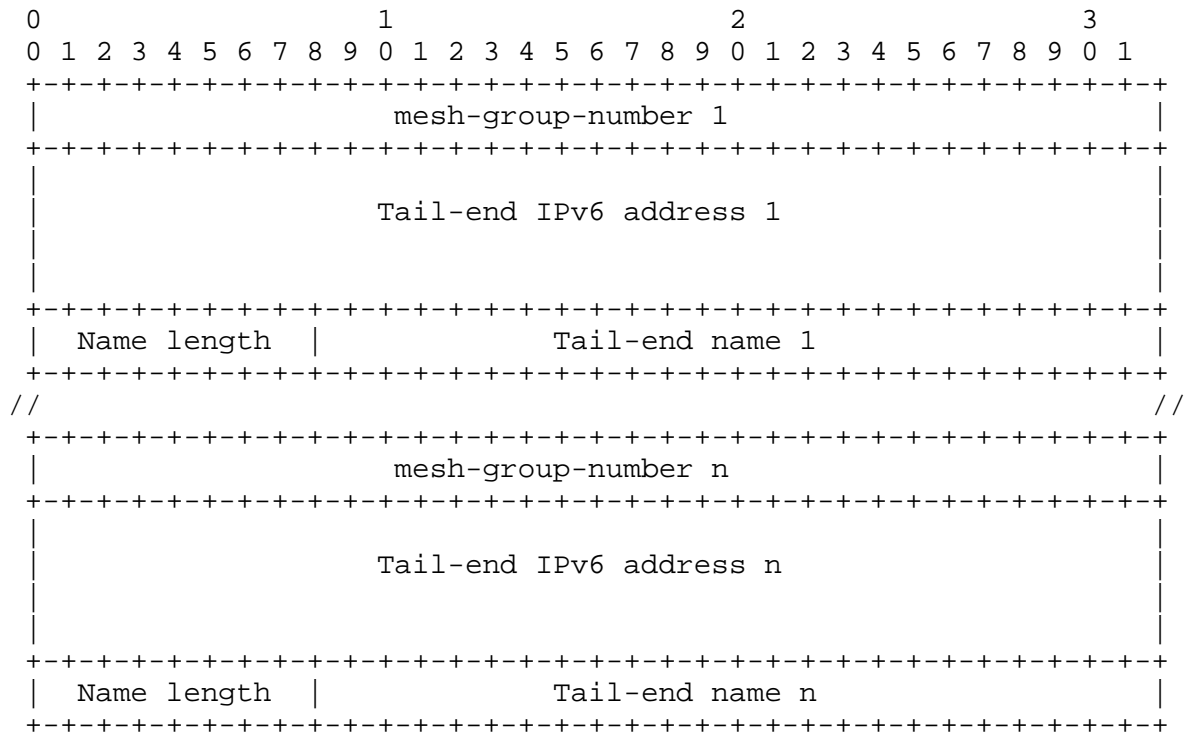 0                   1                   2                   3
 0 1 2 3 4 5 6 7 8 9 0 1 2 3 4 5 6 7 8 9 0 1 2 3 4 5 6 7 8 9 0 1
 +-+-+-+-+-+-+-+-+-+-+-+-+-+-+-+-+-+-+-+-+-+-+-+-+-+-+-+-+-+-+-+-+
 |                    mesh-group-number 1                        |
 +-+-+-+-+-+-+-+-+-+-+-+-+-+-+-+-+-+-+-+-+-+-+-+-+-+-+-+-+-+-+-+-+
 |                                                               |
 |                   Tail-end IPv6 address 1                     |
 |                                                               |
 |                                                               |
 +-+-+-+-+-+-+-+-+-+-+-+-+-+-+-+-+-+-+-+-+-+-+-+-+-+-+-+-+-+-+-+-+
 |  Name length  |             Tail-end name 1                   |
 +-+-+-+-+-+-+-+-+-+-+-+-+-+-+-+-+-+-+-+-+-+-+-+-+-+-+-+-+-+-+-+-+
//                                                               //
 +-+-+-+-+-+-+-+-+-+-+-+-+-+-+-+-+-+-+-+-+-+-+-+-+-+-+-+-+-+-+-+-+
 |                    mesh-group-number n                        |
 +-+-+-+-+-+-+-+-+-+-+-+-+-+-+-+-+-+-+-+-+-+-+-+-+-+-+-+-+-+-+-+-+
 |                                                               |
 |                   Tail-end IPv6 address n                     |
 |                                                               |
 |                                                               |
 +-+-+-+-+-+-+-+-+-+-+-+-+-+-+-+-+-+-+-+-+-+-+-+-+-+-+-+-+-+-+-+-+
 |  Name length  |             Tail-end name n                   |
 +-+-+-+-+-+-+-+-+-+-+-+-+-+-+-+-+-+-+-+-+-+-+-+-+-+-+-+-+-+-+-+-+